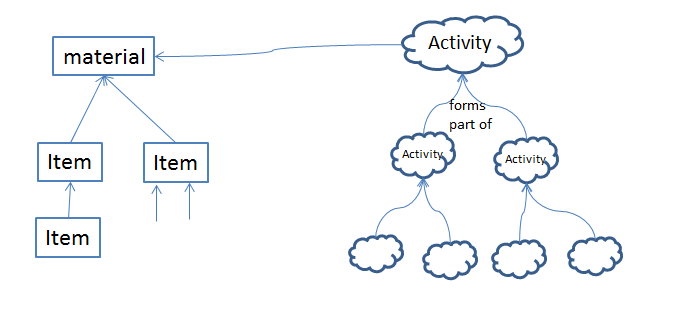 material
Activity
forms
part of
Item
Item
Activity
Activity
Item